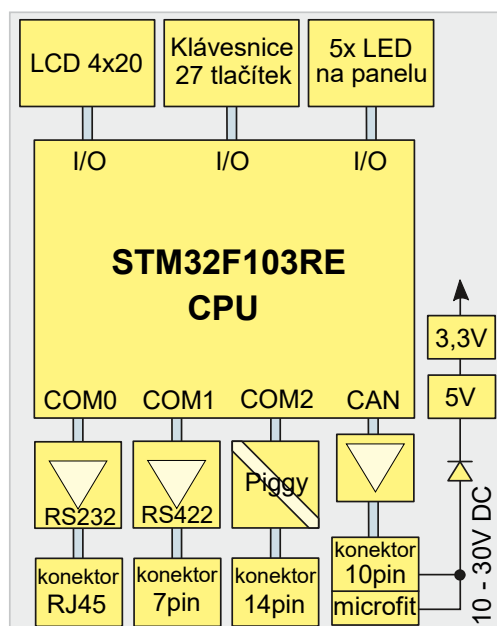 LCD 4x20
Klávesnice
27 tlačítek
5x LED
na panelu
I/O
I/O
I/O
STM32F103RE
CPU
3,3V
5V
COM0
COM1
COM2
CAN
RS232
RS422
Piggy
konektor
RJ45
konektor
7pin
konektor
14pin
konektor
10pin
microfit
10 - 30V DC